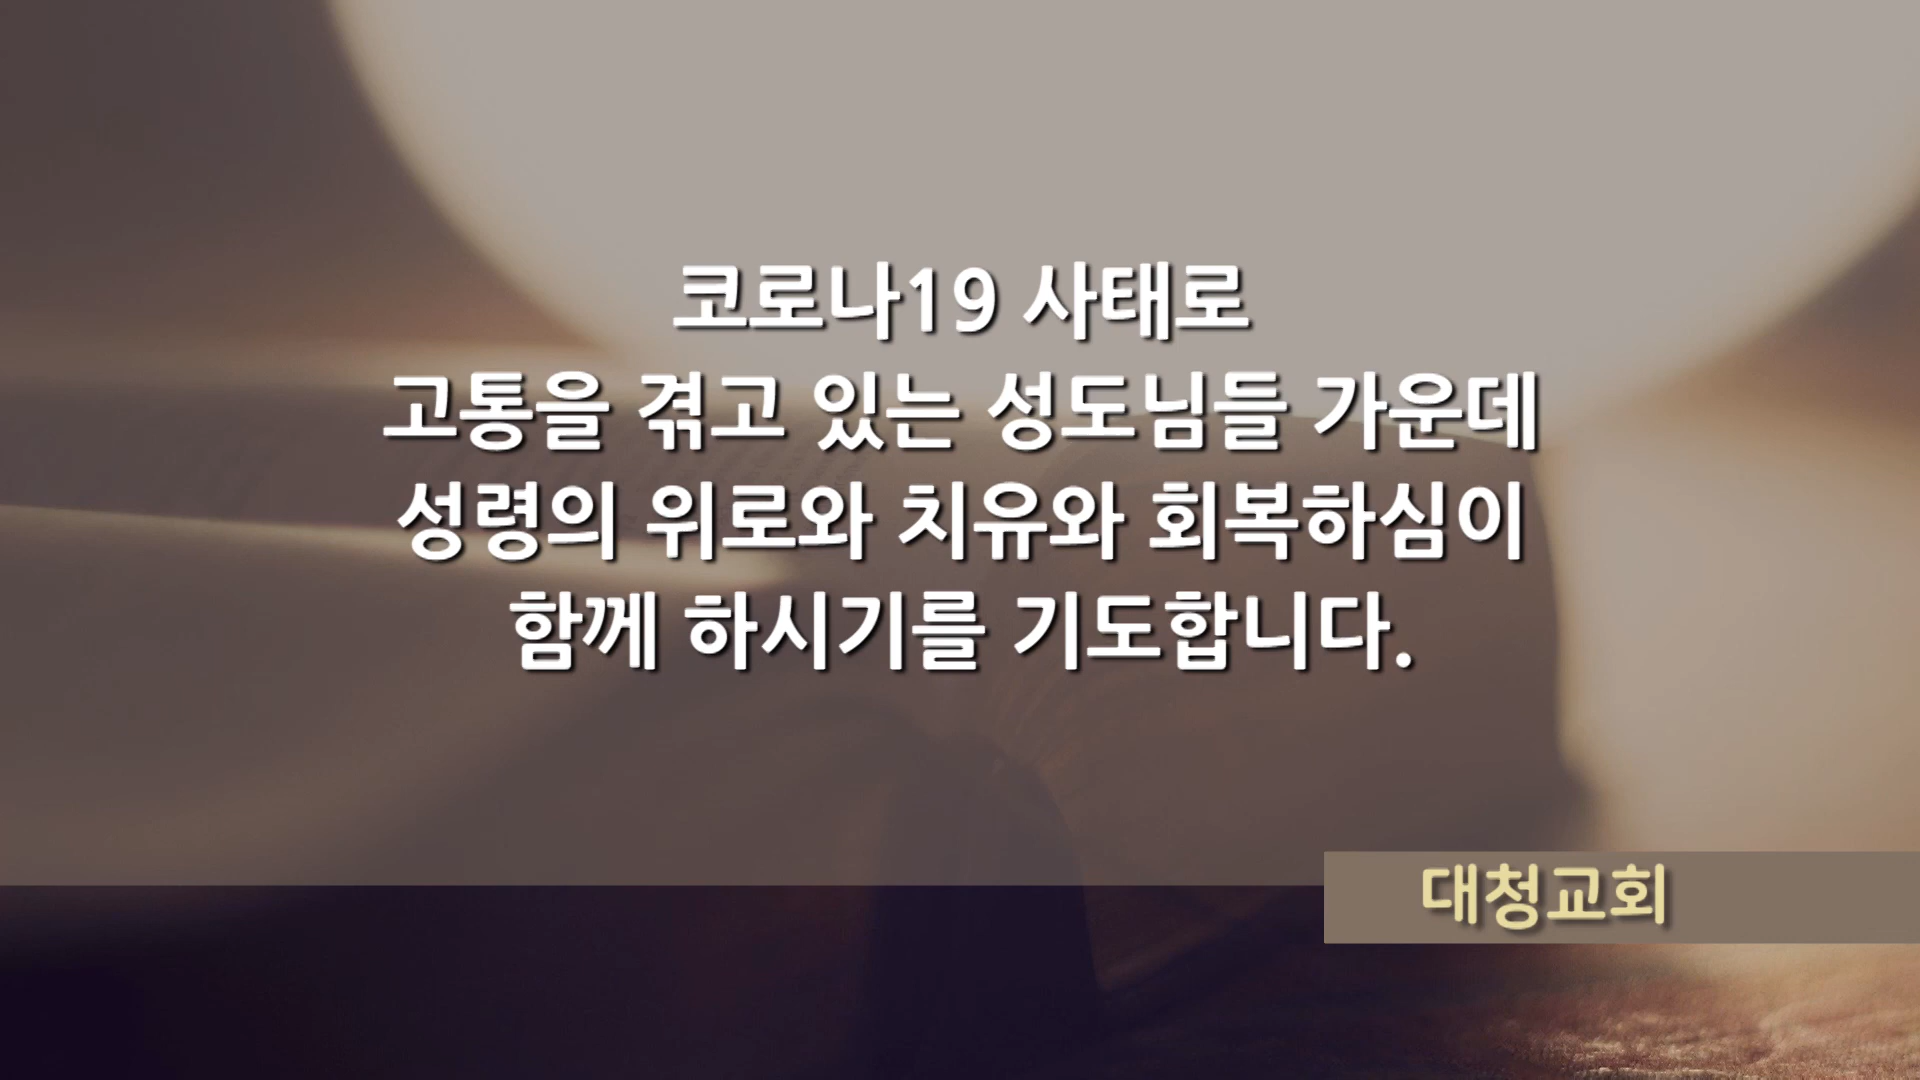 코로나19 사태로
고통을 겪고 있는 성도님들 가운데
성령의 위로와 치유와 회복하심이
함께 하시기를 기도합니다.
대청교회